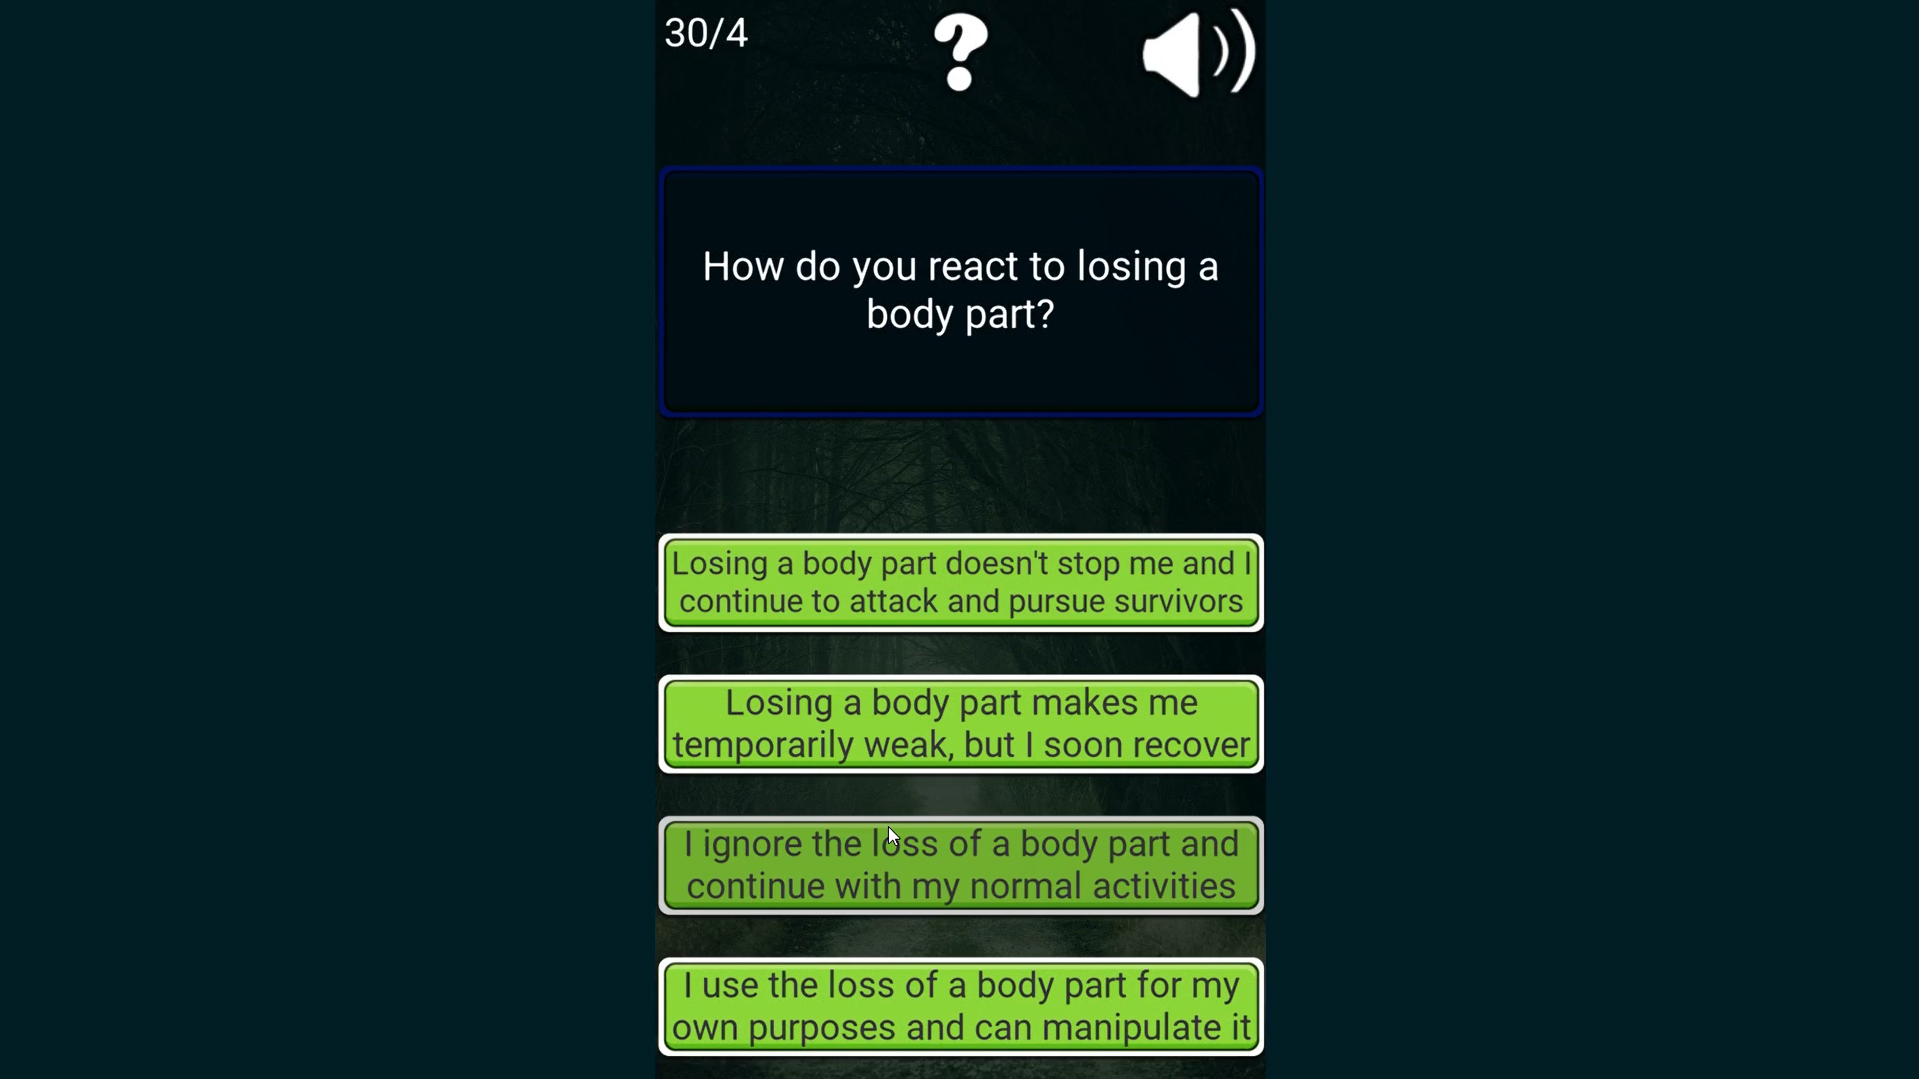 30/4
?
How do you react to losing a
body part?
Losing a body part doesn't stop me and I
continue to attack and pursue survivors
Losing a body part makes me
temporarily weak, but I soon recover
I ignore the loss of a body part and
continue with my normal activities
I use the loss of a body part for my
own purposes and can manipulate it